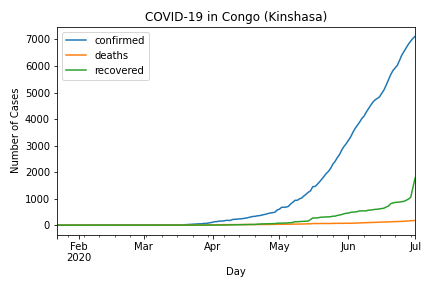 COVID-19 in Congo (Kinshasa)
confirmed
deaths
recovered
Number of Cases
7000
6000
5000
4000
3000
2000
1000
0
Feb Mar Apr May Jun Jul
2020
Day